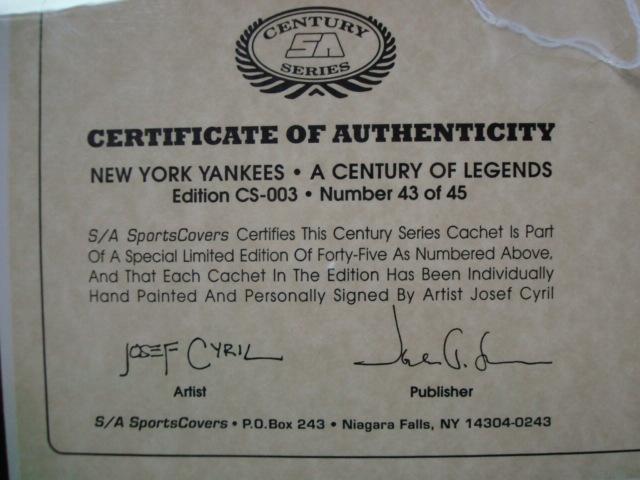 CENTURY
SA
SERIES
CERTIFICATE OF AUTHENTICITY
NEW YORK YANKEES • A CENTURY OF LEGENDS
Edition CS-003 • Number 43 of 45
S/A SportsCovers Certifies This Century Series Cachet Is Part
Of A Special Limited Edition Of Forty-Five As Numbered Above,
And That Each Cachet In The Edition Has Been Individually
Hand Painted And Personally Signed By Artist Josef Cyril
JOSEF CYRIL
Artist
Publisher
S/A SportsCovers • P.O.Box 243 • Niagara Falls, NY 14304-0243